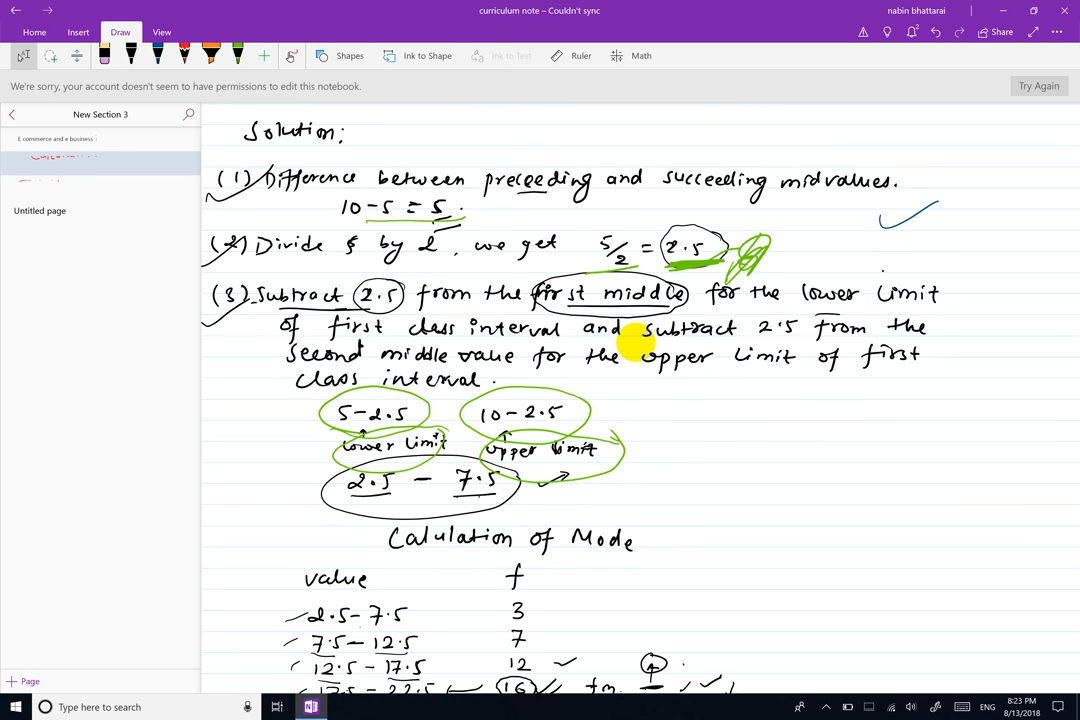 curriculum note – Couldn't sync
nabin bhattarai
Home Insert Draw View
Share
Shapes Ink to Shape Ink to Text Ruler Math
We're sorry, your account doesn't seem to have permissions to edit this notebook.
Try Again
New Section 3
E commerce and e business
Untitled page
Solution:
(1) Difference between preceeding and succeeding midvalues.
10-5 = 5.
(2) Divide 5 by 2, we get 5/2 = 2.5
(3) Subtract 2.5 from the first middle for the lower limit
of first class interval and subtract 2.5 from the
second middle value for the upper limit of first
class interval.
5-2.5 10-2.5
lower limit upper limit
2.5 - 7.5
Calulation of Mode
value f
2.5-7.5 3
7.5-12.5 7
12.5-17.5 12
17.5-22.5 16 fm
Page
Type here to search
ENG
8:23 PM
8/13/2018